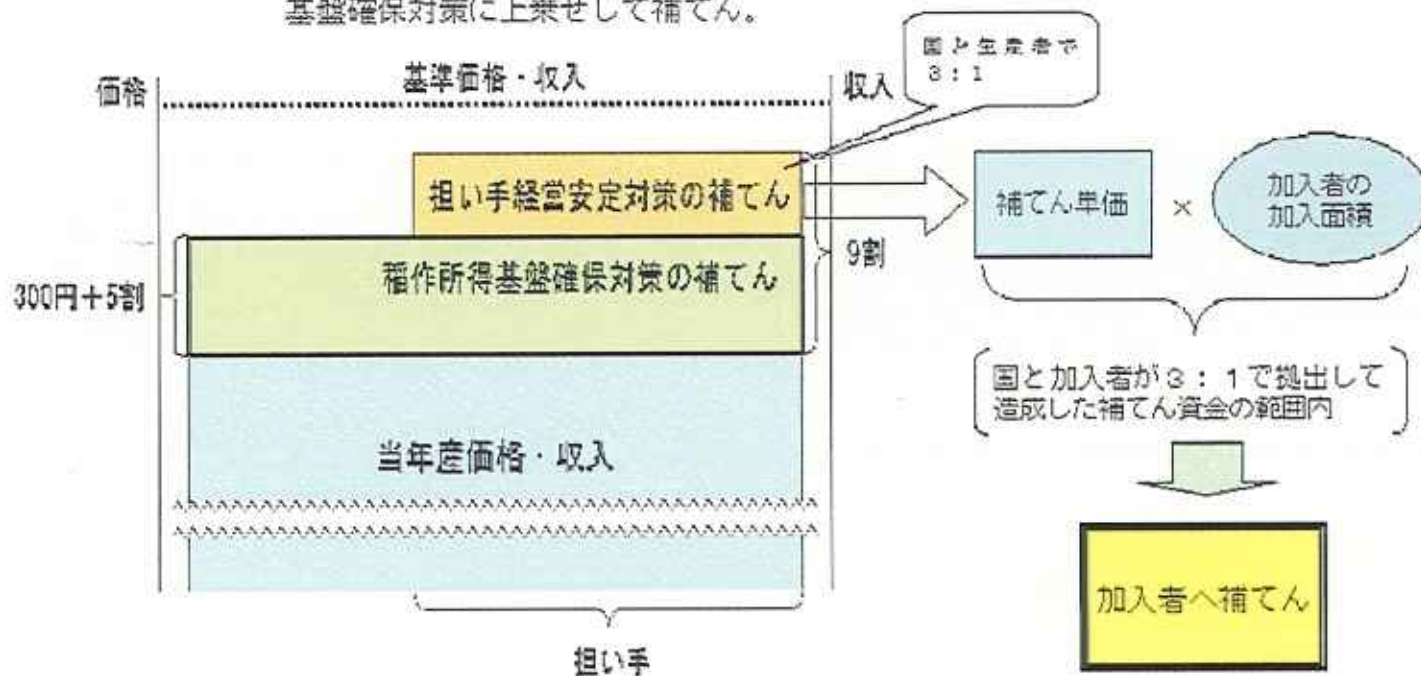 基盤確保対策に上乗せして補てん。
国と生産者で
3：1
価格
基準価格・収入
収入
担い手経営安定対策の補てん
補てん単価
×
加入者の
加入面積
稲作所得基盤確保対策の補てん
9割
300円＋5割
国と加入者が3：1で拠出して
造成した補てん資金の範囲内
当年産価格・収入
加入者へ補てん
担い手